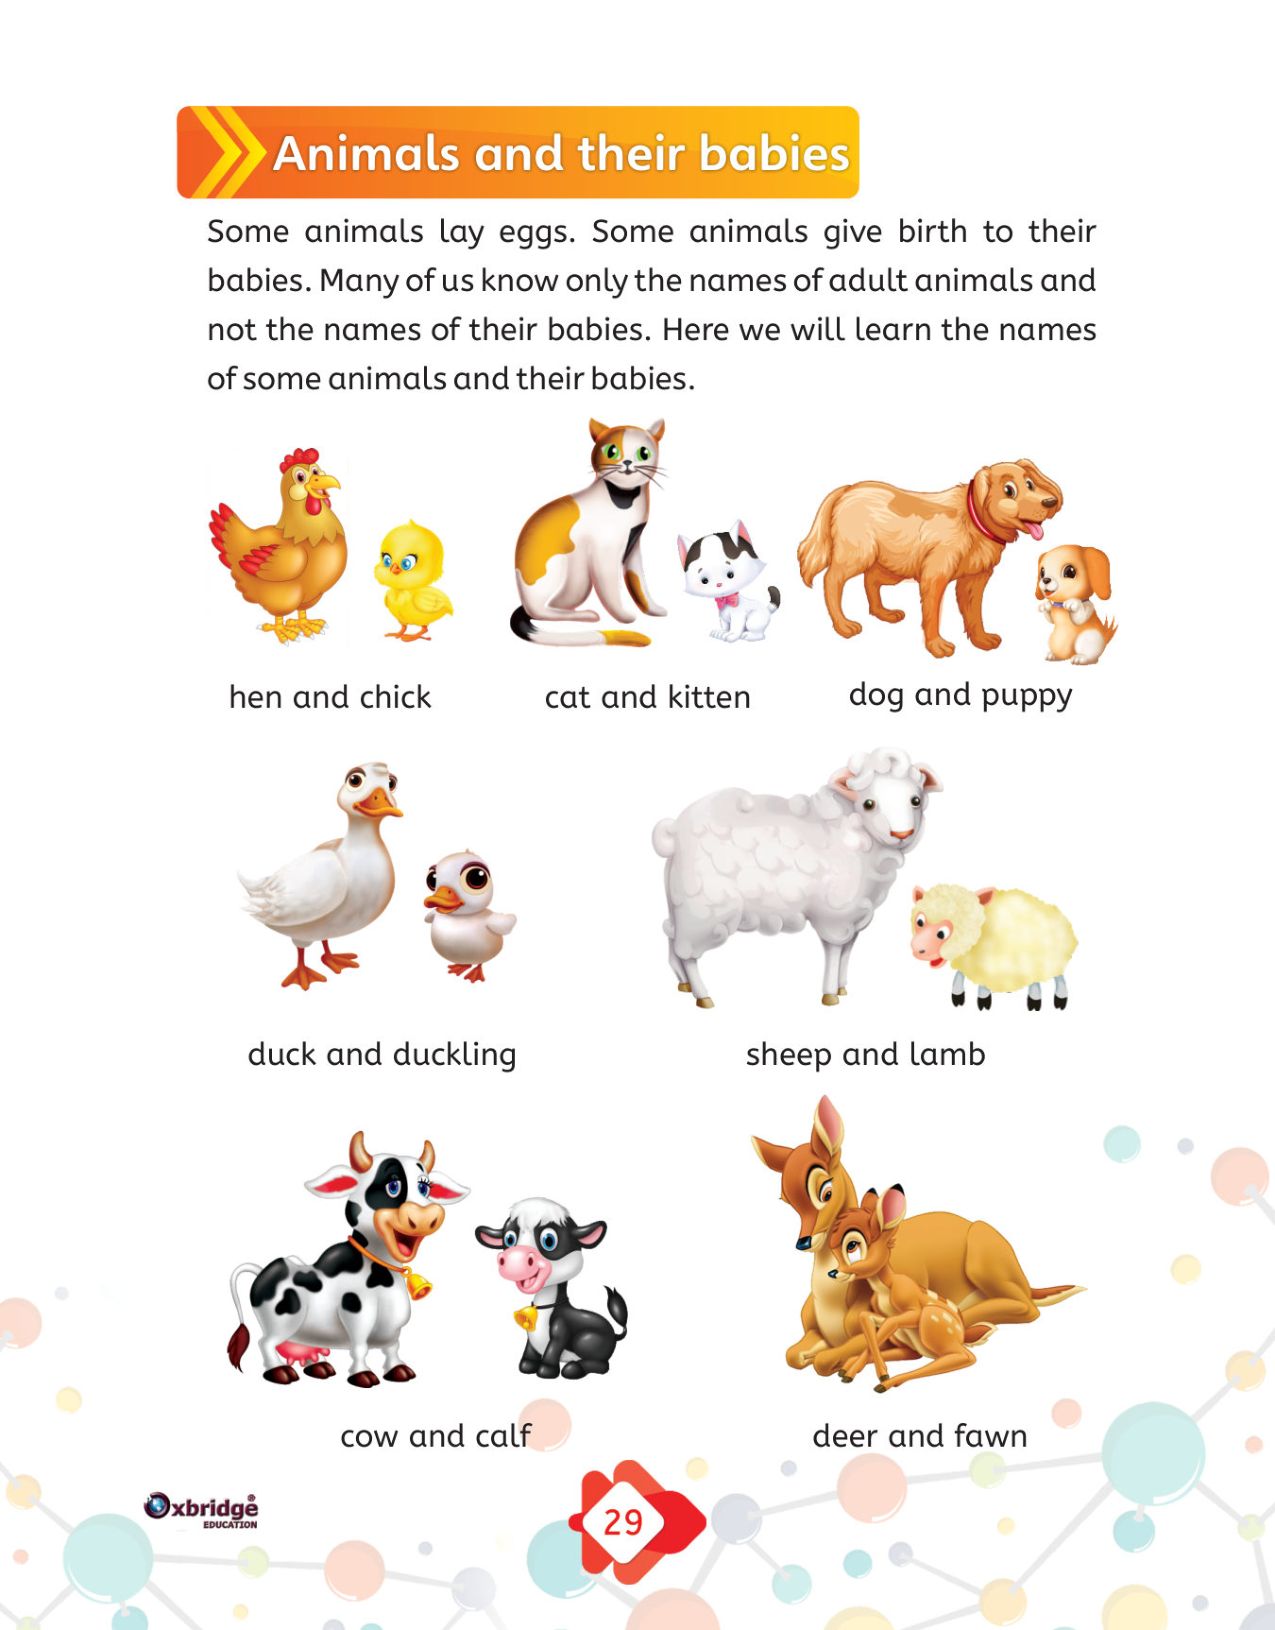 Animals and their babies
Some animals lay eggs. Some animals give birth to their
babies. Many of us know only the names of adult animals and
not the names of their babies. Here we will learn the names
of some animals and their babies.
hen and chick
cat and kitten
dog and puppy
duck and duckling
sheep and lamb
cow and calf
deer and fawn
Oxbridge®
EDUCATION
29